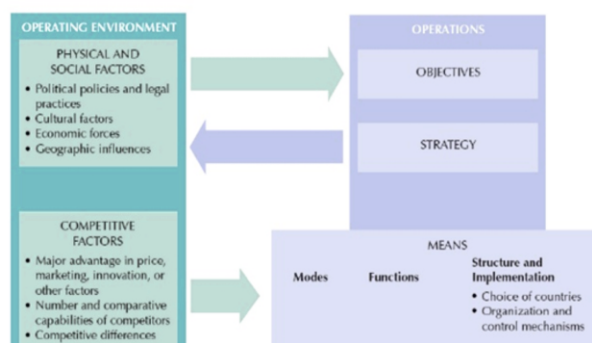 OPERATING ENVIRONMENT
PHYSICAL AND
SOCIAL FACTORS
• Political policies and legal
practices
• Cultural factors
• Economic forces
• Geographic influences
COMPETITIVE
FACTORS
• Major advantage in price,
marketing, innovation, or
other factors
• Number and comparative
capabilities of competitors
• Competitive differences
OPERATIONS
OBJECTIVES
STRATEGY
MEANS
Modes
Functions
Structure and
Implementation
• Choice of countries
• Organization and
control mechanisms